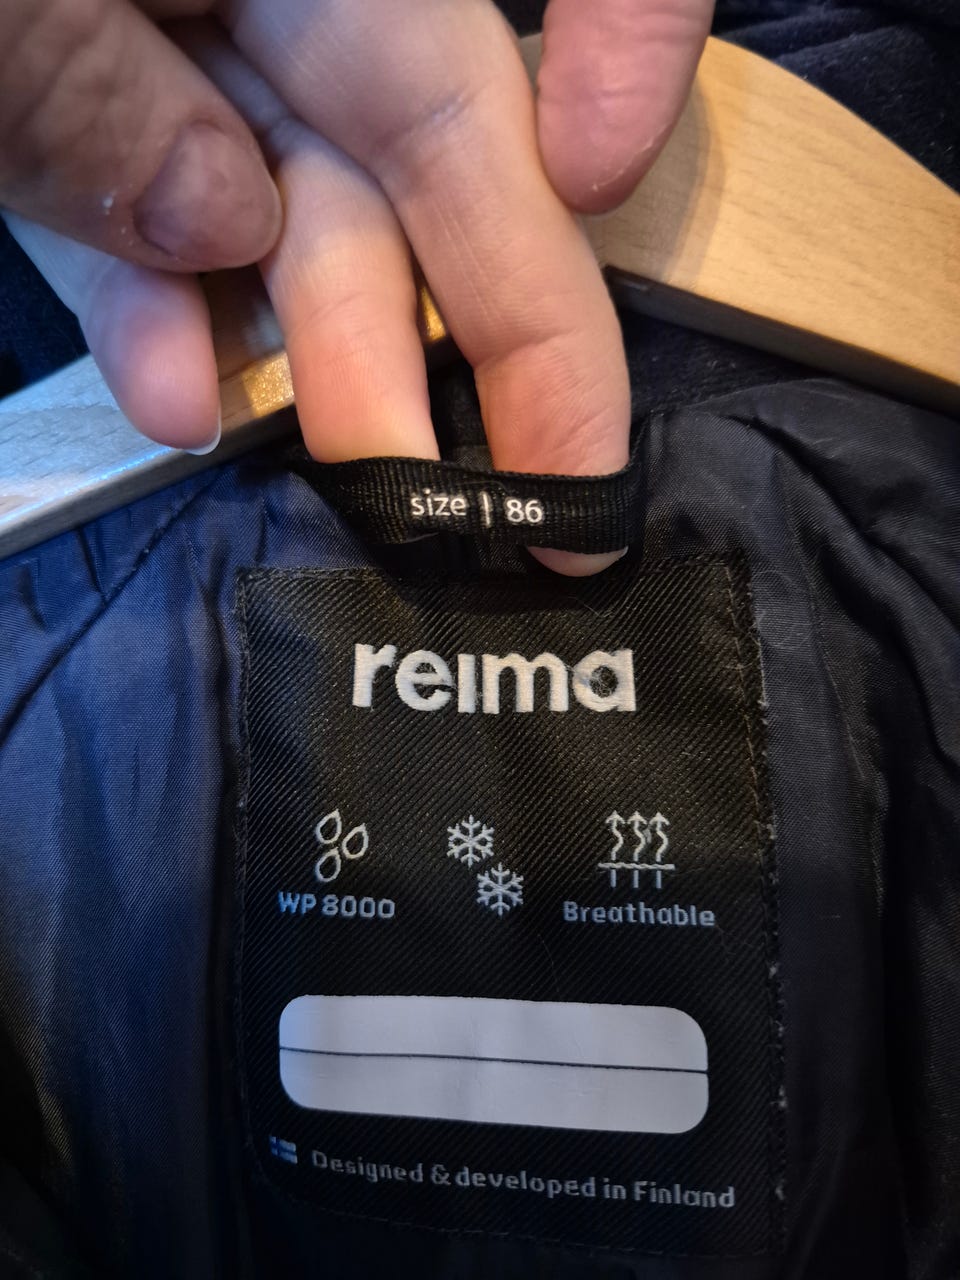 size | 86
reima
WP 8000
Breathable
Designed & developed in Finland